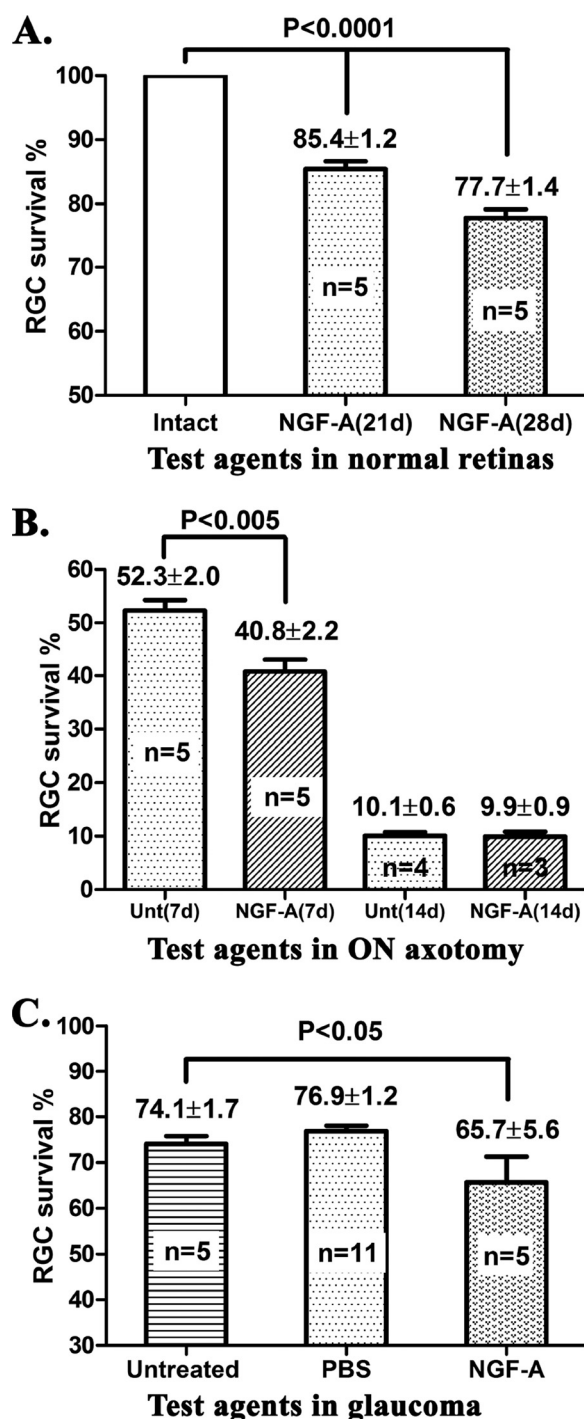 A.
P<0.0001
RGC survival %
100
90
80
70
60
50
85.4±1.2
77.7±1.4
n=5
n=5
Intact NGF-A(21d) NGF-A(28d)
Test agents in normal retinas
B.
P<0.005
RGC survival %
60
50
40
30
20
10
0
52.3±2.0
40.8±2.2
10.1±0.6
9.9±0.9
n=5
n=5
n=4
n=3
Unt(7d) NGF-A(7d) Unt(14d) NGF-A(14d)
Test agents in ON axotomy
C.
P<0.05
RGC survival %
100
90
80
70
60
50
40
30
74.1±1.7
76.9±1.2
65.7±5.6
n=5
n=11
n=5
Untreated PBS NGF-A
Test agents in glaucoma